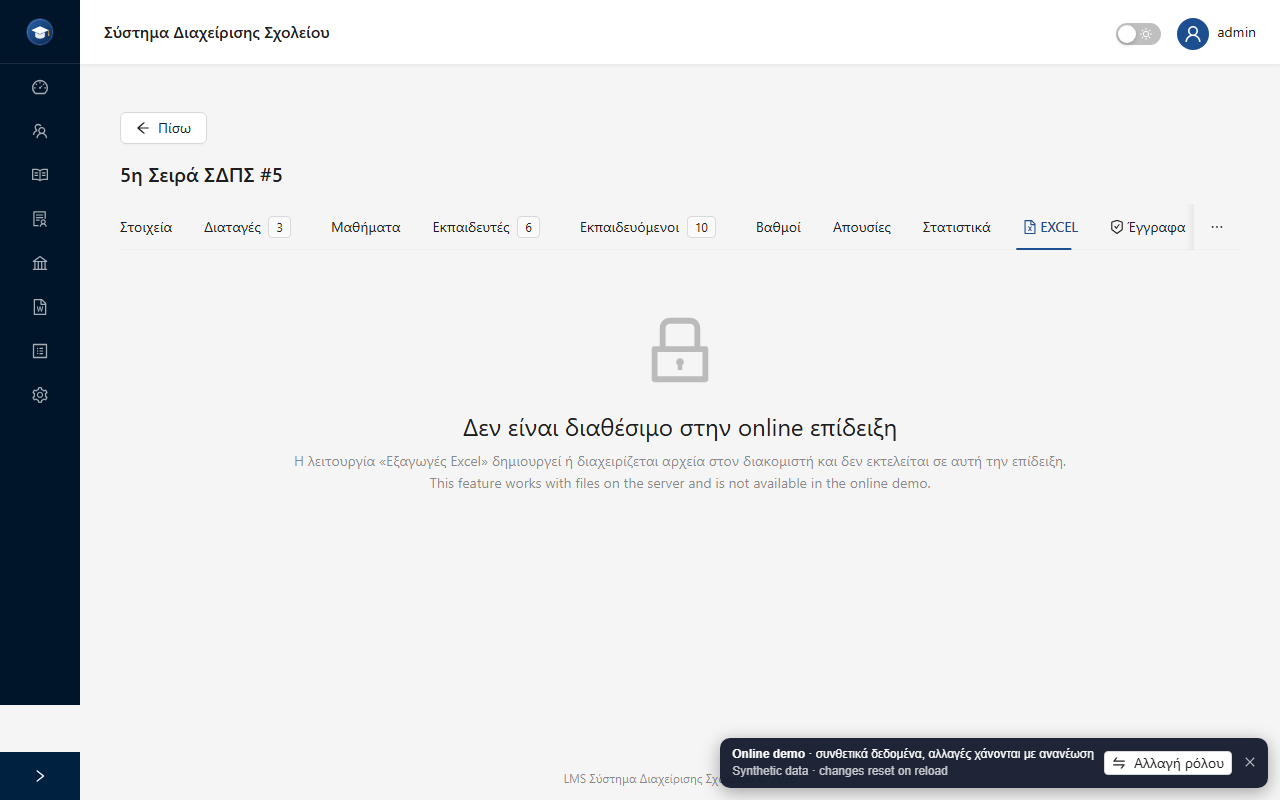 Σύστημα Διαχείρισης Σχολείου
admin
Πίσω
5η Σειρά ΣΔΠΣ #5
Στοιχεία Διαταγές 3 Μαθήματα Εκπαιδευτές 6 Εκπαιδευόμενοι 10 Βαθμοί Απουσίες Στατιστικά EXCEL Έγγραφα ···
Δεν είναι διαθέσιμο στην online επίδειξη
Η λειτουργία «Εξαγωγές Excel» δημιουργεί ή διαχειρίζεται αρχεία στον διακομιστή και δεν εκτελείται σε αυτή την επίδειξη.
This feature works with files on the server and is not available in the online demo.
Online demo · συνθετικά δεδομένα, αλλαγές χάνονται με ανανέωση
Synthetic data · changes reset on reload
Αλλαγή ρόλου
LMS Σύστημα Διαχείρισης